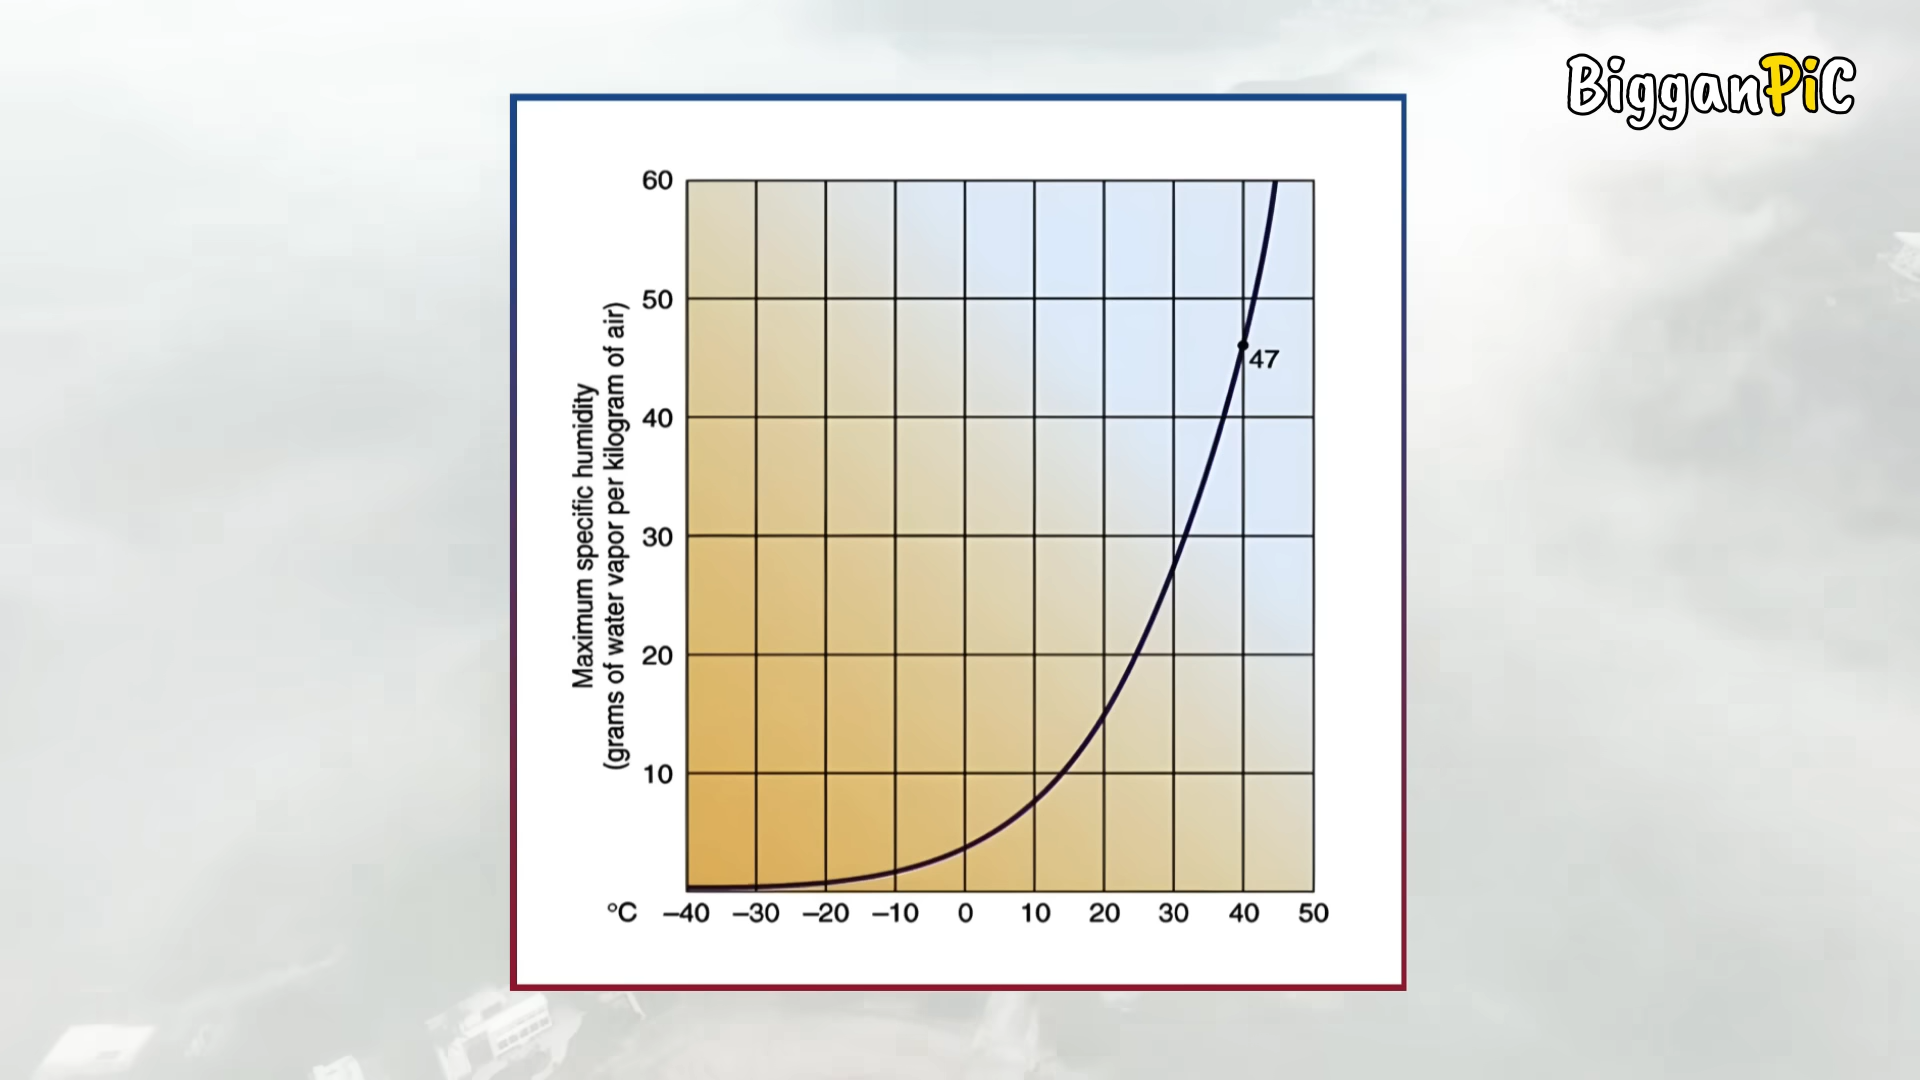 BigganPiC
60
50
40
30
20
10
47
Maximum specific humidity
(grams of water vapor per kilogram of air)
°C –40 –30 –20 –10 0 10 20 30 40 50